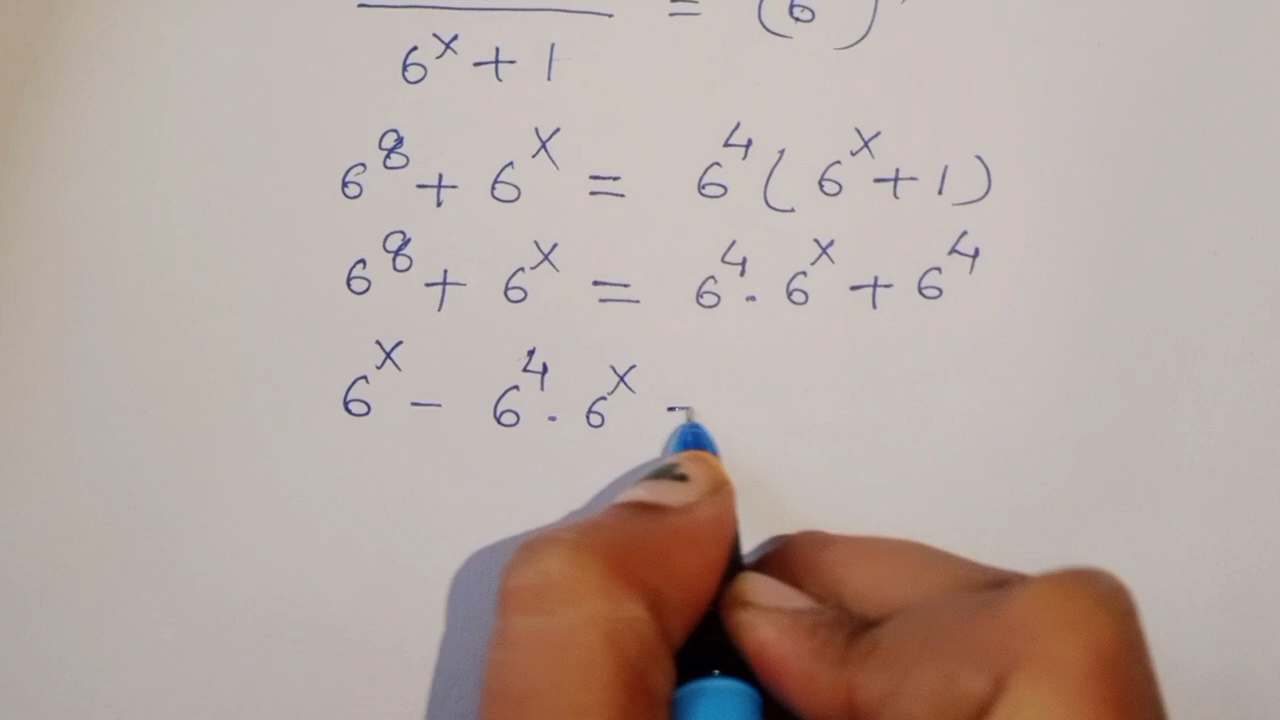 = (6)
6^x + 1
6^8 + 6^x = 6^4 ( 6^x + 1 )
6^8 + 6^x = 6^4 . 6^x + 6^4
6^x - 6^4 . 6^x -